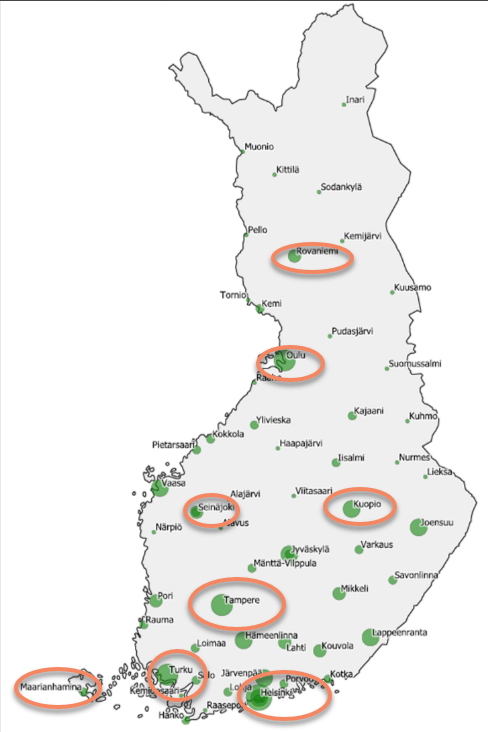 Inari
Muonio
Kittilä
Sodankylä
Pello
Kemijärvi
Rovaniemi
Kuusamo
Tornio
Kemi
Pudasjärvi
Oulu
Suomussalmi
Kajaani
Kuhmo
Ylivieska
Kokkola
Pietarsaari
Haapajärvi
Iisalmi
Nurmes
Lieksa
Vaasa
Alajärvi
Viitasaari
Seinäjoki
Kuopio
Närpiö
Joensuu
Jyväskylä
Varkaus
Mänttä-Vilppula
Savonlinna
Mikkeli
Pori
Tampere
Rauma
Hämeenlinna
Lappeenranta
Loimaa
Lahti
Kouvola
Turku
Salo
Järvenpää
Porvoo
Kotka
Maarianhamina
Lohja
Helsinki
Hanko